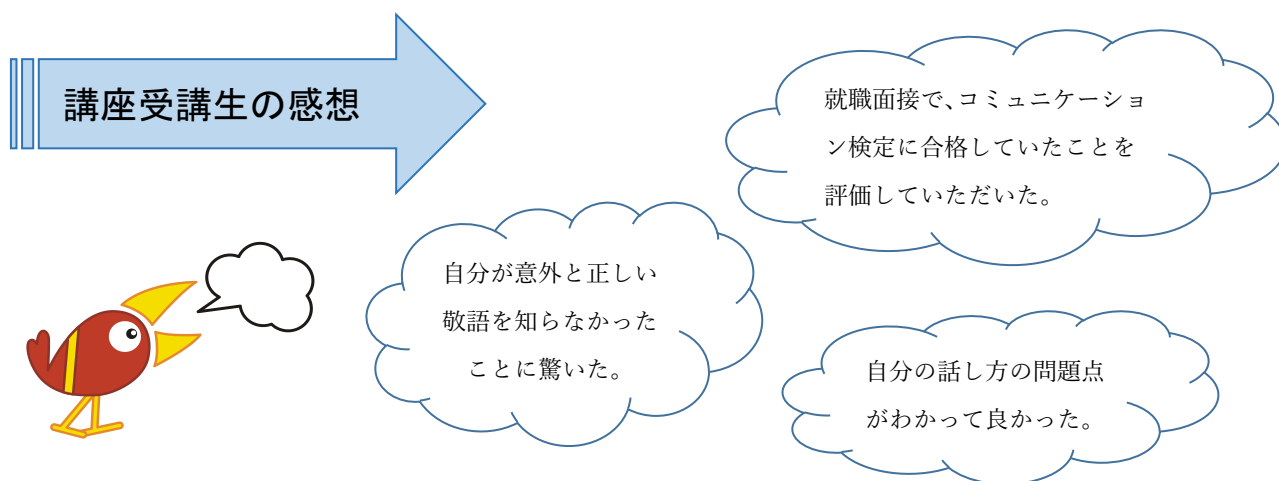 講座受講生の感想
就職面接で、コミュニケーショ
ン検定に合格していたことを
評価していただいた。
自分が意外と正しい
敬語を知らなかった
ことに驚いた。
自分の話し方の問題点
がわかって良かった。